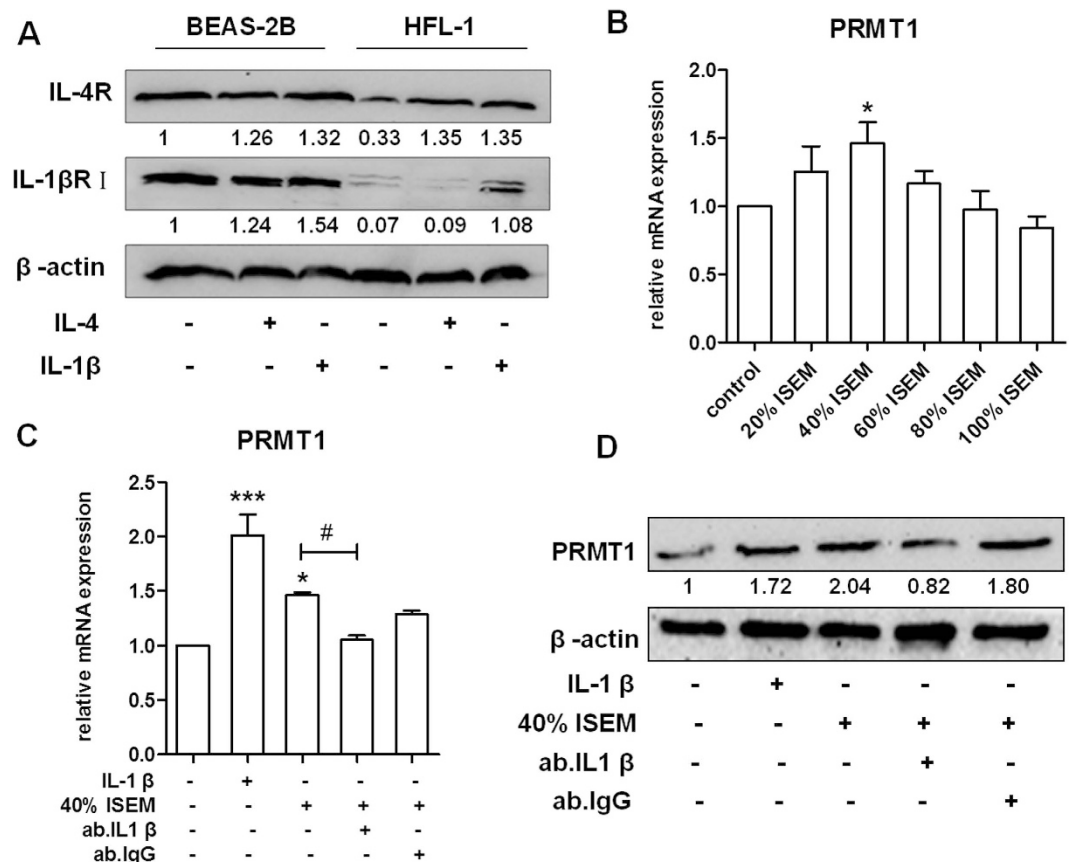 A
BEAS-2B HFL-1
IL-4R
1 1.26 1.32 0.33 1.35 1.35
IL-1βR Ⅰ
1 1.24 1.54 0.07 0.09 1.08
β-actin
IL-4 - + - - + -
IL-1β - - + - - +
B
PRMT1
relative mRNA expression
2.0
1.5
1.0
0.5
0.0
*
control
20% ISEM
40% ISEM
60% ISEM
80% ISEM
100% ISEM
C
PRMT1
relative mRNA expression
2.5
2.0
1.5
1.0
0.5
0.0
***
#
*
IL-1 β - + - - -
40% ISEM - - + + +
ab.IL1 β - - - + -
ab.IgG - - - - +
D
PRMT1
1 1.72 2.04 0.82 1.80
β-actin
IL-1 β - + - - -
40% ISEM - - + + +
ab.IL1 β - - - + -
ab.IgG - - - - +